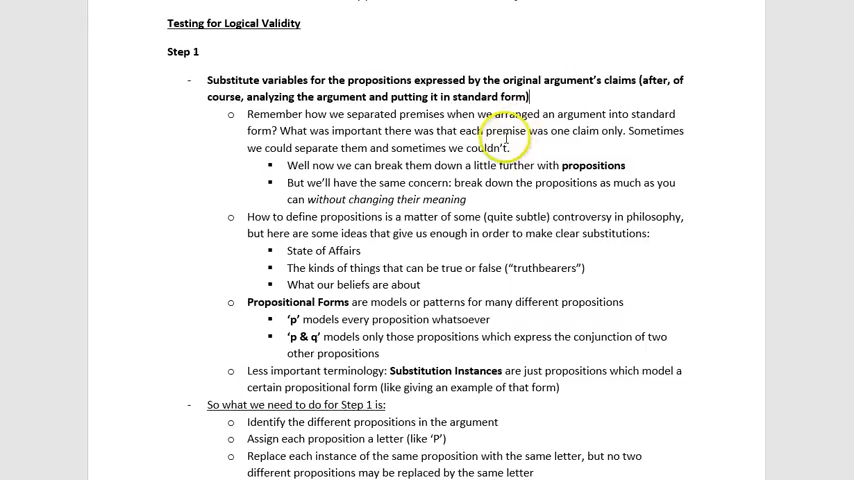 Testing for Logical Validity
Step 1
- Substitute variables for the propositions expressed by the original argument's claims (after, of
course, analyzing the argument and putting it in standard form)
o Remember how we separated premises when we arranged an argument into standard
form? What was important there was that each premise was one claim only. Sometimes
we could separate them and sometimes we couldn't.
▪ Well now we can break them down a little further with propositions
▪ But we'll have the same concern: break down the propositions as much as you
can without changing their meaning
o How to define propositions is a matter of some (quite subtle) controversy in philosophy,
but here are some ideas that give us enough in order to make clear substitutions:
▪ State of Affairs
▪ The kinds of things that can be true or false ("truthbearers")
▪ What our beliefs are about
o Propositional Forms are models or patterns for many different propositions
▪ 'p' models every proposition whatsoever
▪ 'p & q' models only those propositions which express the conjunction of two
other propositions
o Less important terminology: Substitution Instances are just propositions which model a
certain propositional form (like giving an example of that form)
- So what we need to do for Step 1 is:
o Identify the different propositions in the argument
o Assign each proposition a letter (like 'P')
o Replace each instance of the same proposition with the same letter, but no two
different propositions may be replaced by the same letter